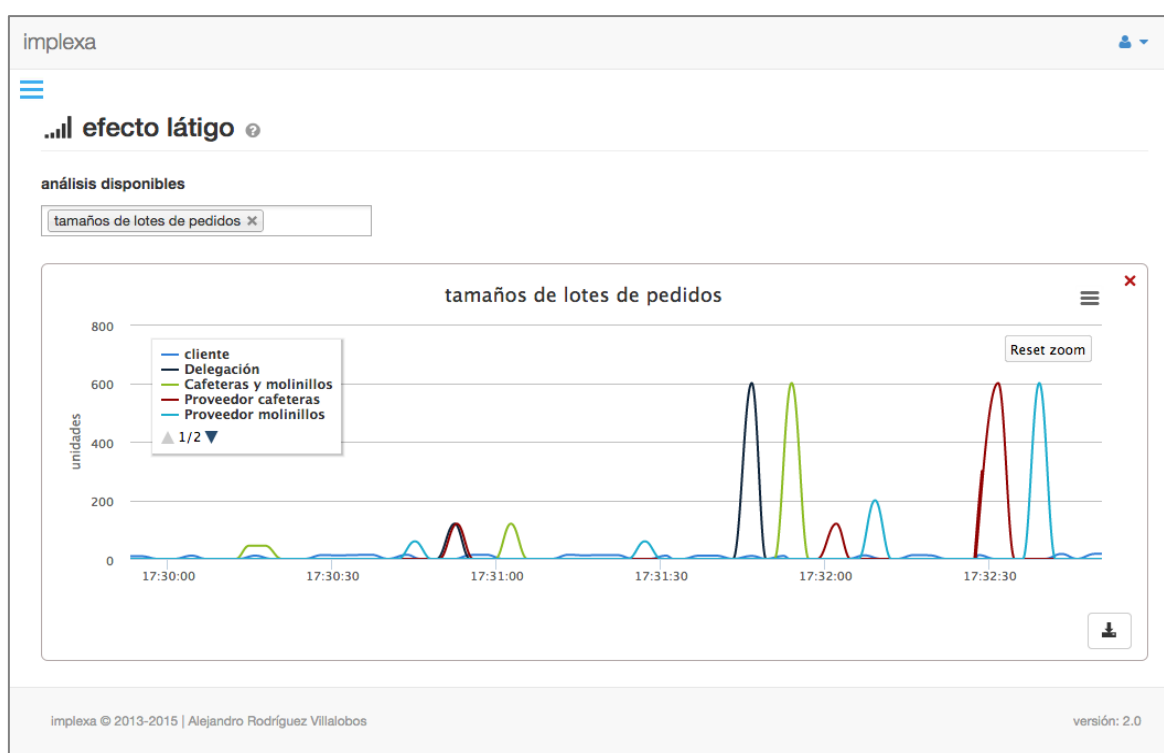 implexa
efecto látigo ?
análisis disponibles
tamaños de lotes de pedidos ×
tamaños de lotes de pedidos
Reset zoom
800
600
400
200
0
unidades
cliente
Delegación
Cafeteras y molinillos
Proveedor cafeteras
Proveedor molinillos
1/2
17:30:00 17:30:30 17:31:00 17:31:30 17:32:00 17:32:30
implexa © 2013-2015 | Alejandro Rodríguez Villalobos
versión: 2.0